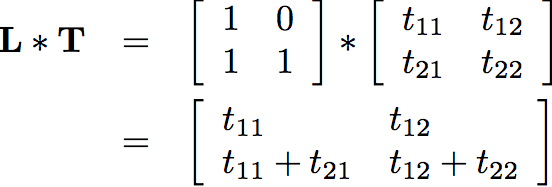 L * T = [ 1 0 ] * [ t₁₁ t₁₂ ]
[ 1 1 ] [ t₂₁ t₂₂ ]
= [ t₁₁ t₁₂ ]
[ t₁₁ + t₂₁ t₁₂ + t₂₂ ]